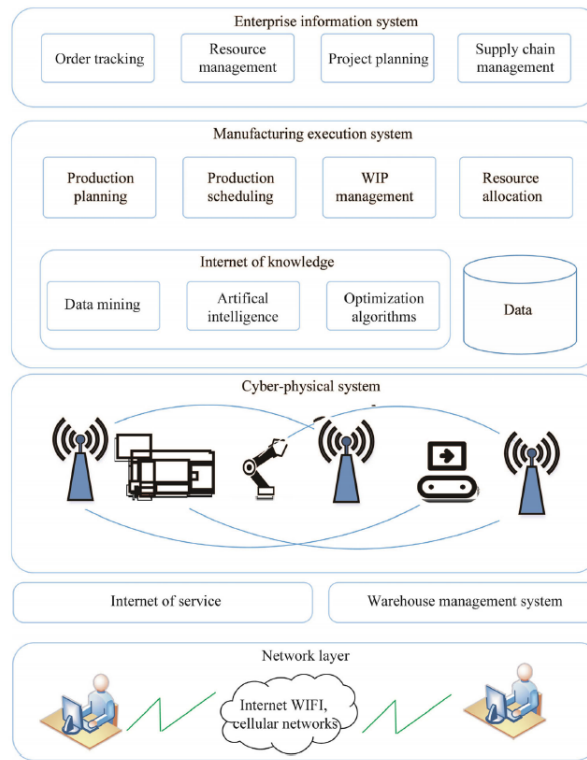 Enterprise information system
Order tracking
Resource
management
Project planning
Supply chain
management
Manufacturing execution system
Production
planning
Production
scheduling
WIP
management
Resource
allocation
Internet of knowledge
Data mining
Artifical
intelligence
Optimization
algorithms
Data
Cyber-physical system
Internet of service
Warehouse management system
Network layer
Internet WIFI,
cellular networks